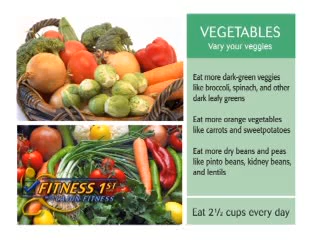 VEGETABLES
Vary your veggies
Eat more dark-green veggies
like broccoli, spinach, and other
dark leafy greens
Eat more orange vegetables
like carrots and sweetpotatoes
Eat more dry beans and peas
like pinto beans, kidney beans,
and lentils
Eat 2½ cups every day
FITNESS 1ST
FITNESS